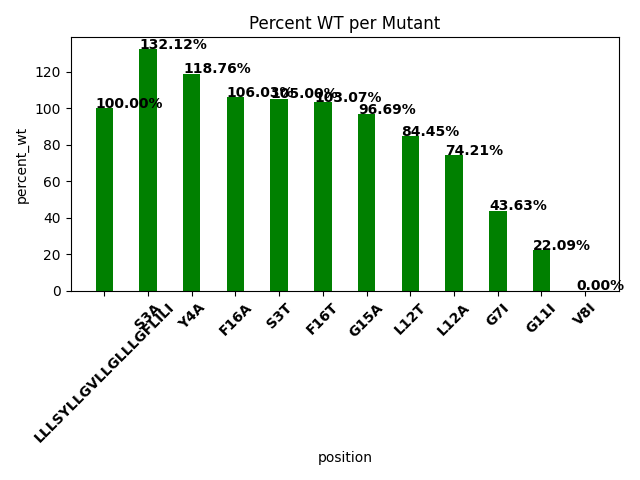 Percent WT per Mutant
percent_wt
120
100
80
60
40
20
0
100.00%
132.12%
118.76%
106.03%
105.00%
103.07%
96.69%
84.45%
74.21%
43.63%
22.09%
0.00%
LLLSYLLGVLLGLLLGFLILI
S3A
Y4A
F16A
S3T
F16T
G15A
L12T
L12A
G7I
G11I
V8I
position